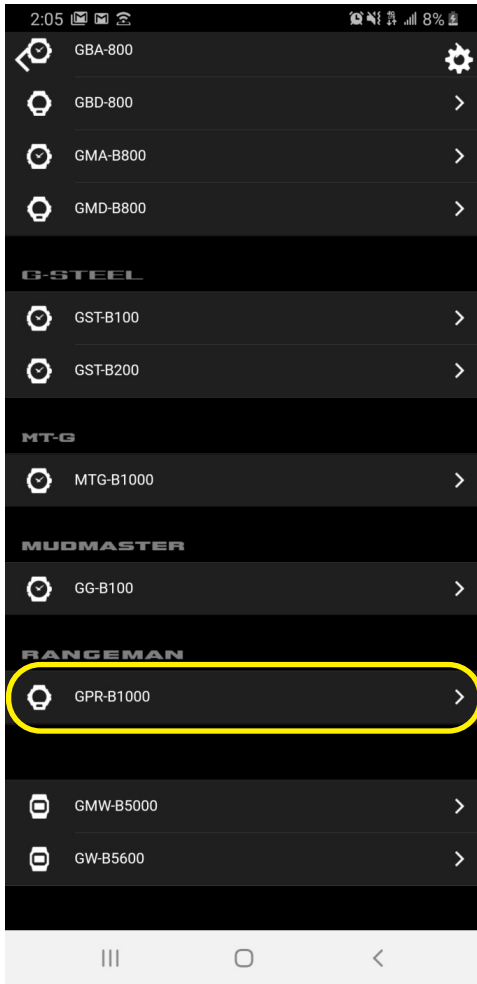 2:05 8%
GBA-800
GBD-800
GMA-B800
GMD-B800
G-STEEL
GST-B100
GST-B200
MT-G
MTG-B1000
MUDMASTER
GG-B100
RANGEMAN
GPR-B1000
GMW-B5000
GW-B5600